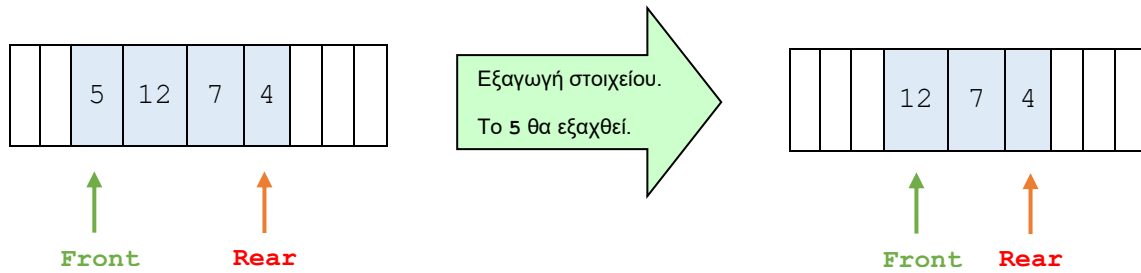 5 12 7 4
Front Rear
Εξαγωγή στοιχείου.
Το 5 θα εξαχθεί.
12 7 4
Front Rear